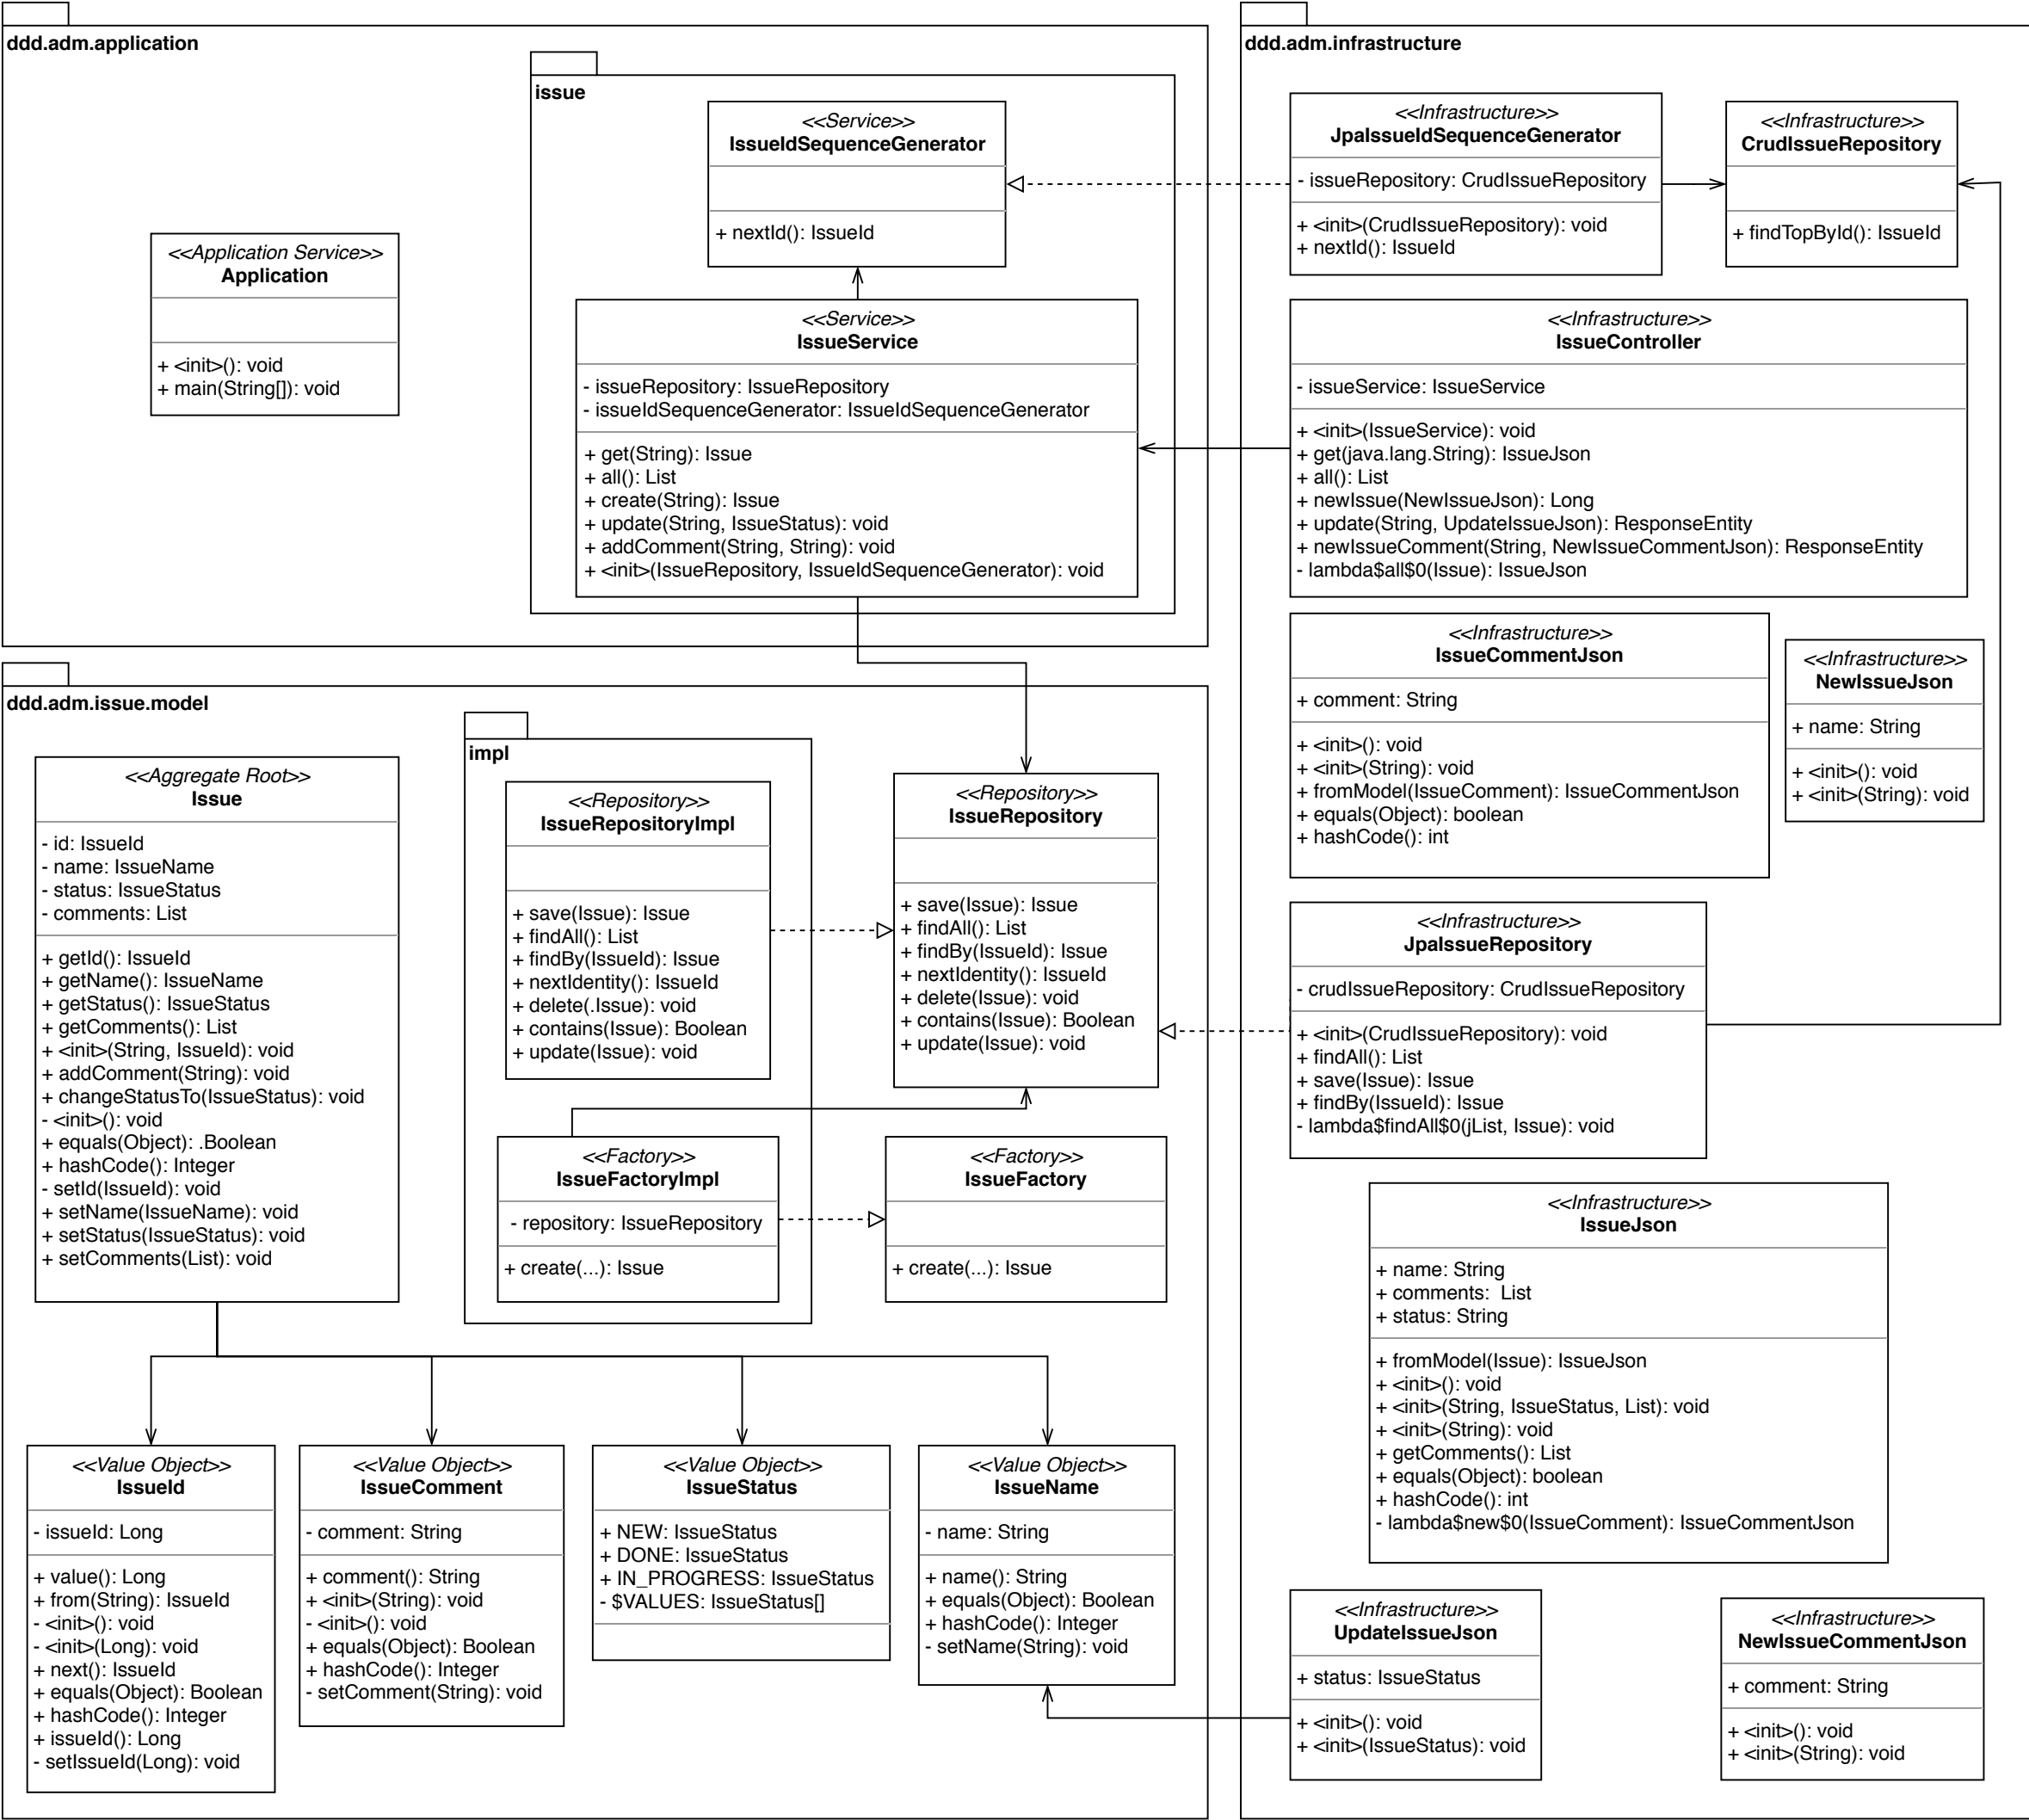 ddd.adm.application
issue
<<Service>>
IssueIdSequenceGenerator
+ nextId(): IssueId
<<Application Service>>
Application
+ <init>(): void
+ main(String[]): void
<<Service>>
IssueService
- issueRepository: IssueRepository
- issueIdSequenceGenerator: IssueIdSequenceGenerator
+ get(String): Issue
+ all(): List
+ create(String): Issue
+ update(String, IssueStatus): void
+ addComment(String, String): void
+ <init>(IssueRepository, IssueIdSequenceGenerator): void
ddd.adm.issue.model
<<Aggregate Root>>
Issue
- id: IssueId
- name: IssueName
- status: IssueStatus
- comments: List
+ getId(): IssueId
+ getName(): IssueName
+ getStatus(): IssueStatus
+ getComments(): List
+ <init>(String, IssueId): void
+ addComment(String): void
+ changeStatusTo(IssueStatus): void
- <init>(): void
+ equals(Object): .Boolean
+ hashCode(): Integer
- setId(IssueId): void
+ setName(IssueName): void
+ setStatus(IssueStatus): void
+ setComments(List): void
impl
<<Repository>>
IssueRepositoryImpl
+ save(Issue): Issue
+ findAll(): List
+ findBy(IssueId): Issue
+ nextIdentity(): IssueId
+ delete(.Issue): void
+ contains(Issue): Boolean
+ update(Issue): void
<<Factory>>
IssueFactoryImpl
- repository: IssueRepository
+ create(...): Issue
<<Repository>>
IssueRepository
+ save(Issue): Issue
+ findAll(): List
+ findBy(IssueId): Issue
+ nextIdentity(): IssueId
+ delete(Issue): void
+ contains(Issue): Boolean
+ update(Issue): void
<<Factory>>
IssueFactory
+ create(...): Issue
<<Value Object>>
IssueId
- issueId: Long
+ value(): Long
+ from(String): IssueId
- <init>(): void
- <init>(Long): void
+ next(): IssueId
+ equals(Object): Boolean
+ hashCode(): Integer
+ issueId(): Long
- setIssueId(Long): void
<<Value Object>>
IssueComment
- comment: String
+ comment(): String
+ <init>(String): void
- <init>(): void
+ equals(Object): Boolean
+ hashCode(): Integer
- setComment(String): void
<<Value Object>>
IssueStatus
+ NEW: IssueStatus
+ DONE: IssueStatus
+ IN_PROGRESS: IssueStatus
- $VALUES: IssueStatus[]
<<Value Object>>
IssueName
- name: String
+ name(): String
+ equals(Object): Boolean
+ hashCode(): Integer
- setName(String): void
ddd.adm.infrastructure
<<Infrastructure>>
JpaIssueIdSequenceGenerator
- issueRepository: CrudIssueRepository
+ <init>(CrudIssueRepository): void
+ nextId(): IssueId
<<Infrastructure>>
CrudIssueRepository
+ findTopById(): IssueId
<<Infrastructure>>
IssueController
- issueService: IssueService
+ <init>(IssueService): void
+ get(java.lang.String): IssueJson
+ all(): List
+ newIssue(NewIssueJson): Long
+ update(String, UpdateIssueJson): ResponseEntity
+ newIssueComment(String, NewIssueCommentJson): ResponseEntity
- lambda$all$0(Issue): IssueJson
<<Infrastructure>>
IssueCommentJson
+ comment: String
+ <init>(): void
+ <init>(String): void
+ fromModel(IssueComment): IssueCommentJson
+ equals(Object): boolean
+ hashCode(): int
<<Infrastructure>>
NewIssueJson
+ name: String
+ <init>(): void
+ <init>(String): void
<<Infrastructure>>
JpaIssueRepository
- crudIssueRepository: CrudIssueRepository
+ <init>(CrudIssueRepository): void
+ findAll(): List
+ save(Issue): Issue
+ findBy(IssueId): Issue
- lambda$findAll$0(jList, Issue): void
<<Infrastructure>>
IssueJson
+ name: String
+ comments:  List
+ status: String
+ fromModel(Issue): IssueJson
+ <init>(): void
+ <init>(String, IssueStatus, List): void
+ <init>(String): void
+ getComments(): List
+ equals(Object): boolean
+ hashCode(): int
- lambda$new$0(IssueComment): IssueCommentJson
<<Infrastructure>>
UpdateIssueJson
+ status: IssueStatus
+ <init>(): void
+ <init>(IssueStatus): void
<<Infrastructure>>
NewIssueCommentJson
+ comment: String
+ <init>(): void
+ <init>(String): void